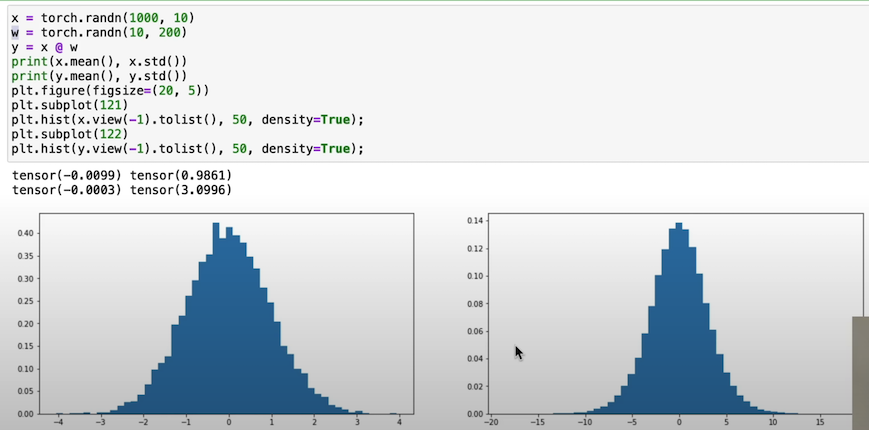 x = torch.randn(1000, 10)
w = torch.randn(10, 200)
y = x @ w
print(x.mean(), x.std())
print(y.mean(), y.std())
plt.figure(figsize=(20, 5))
plt.subplot(121)
plt.hist(x.view(-1).tolist(), 50, density=True);
plt.subplot(122)
plt.hist(y.view(-1).tolist(), 50, density=True);
tensor(-0.0099) tensor(0.9861)
tensor(-0.0003) tensor(3.0996)
0.40
0.35
0.30
0.25
0.20
0.15
0.10
0.05
0.00
−4 −3 −2 −1 0 1 2 3 4
0.14
0.12
0.10
0.08
0.06
0.04
0.02
0.00
−20 −15 −10 −5 0 5 10 15